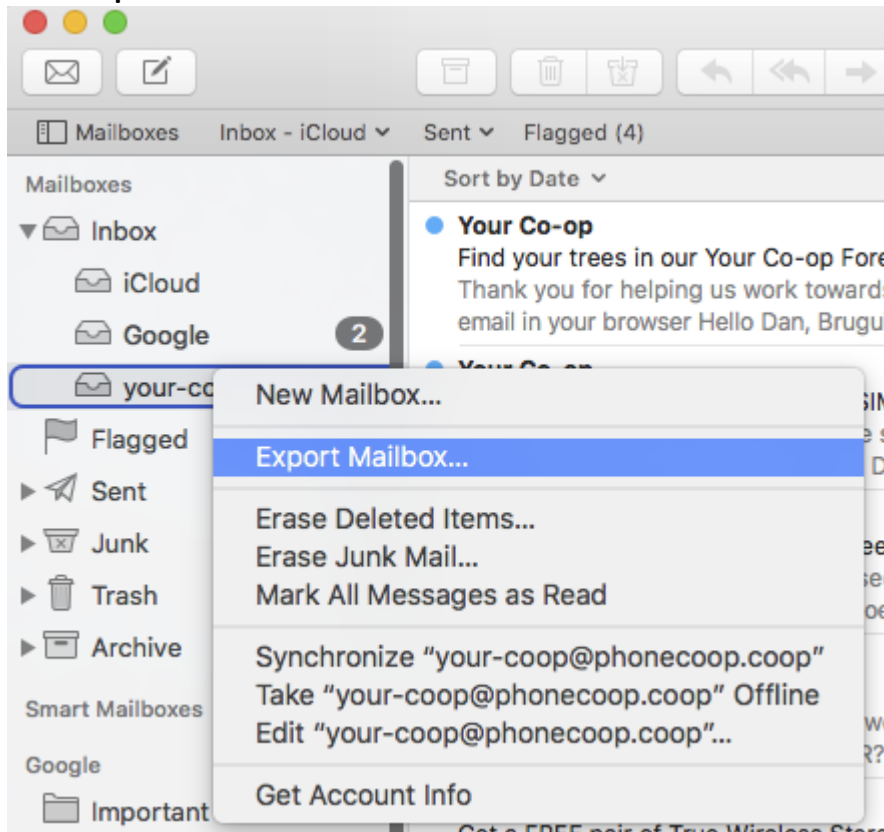 Mailboxes Inbox - iCloud Sent Flagged (4)
Mailboxes
Inbox
iCloud
Google 2
your-co
Flagged
Sent
Junk
Trash
Archive
Smart Mailboxes
Google
Important
Sort by Date
Your Co-op
Find your trees in our Your Co-op Fore
Thank you for helping us work towards
email in your browser Hello Dan, Brugu
New Mailbox...
Export Mailbox...
Erase Deleted Items...
Erase Junk Mail...
Mark All Messages as Read
Synchronize “your-coop@phonecoop.coop”
Take “your-coop@phonecoop.coop” Offline
Edit “your-coop@phonecoop.coop”...
Get Account Info